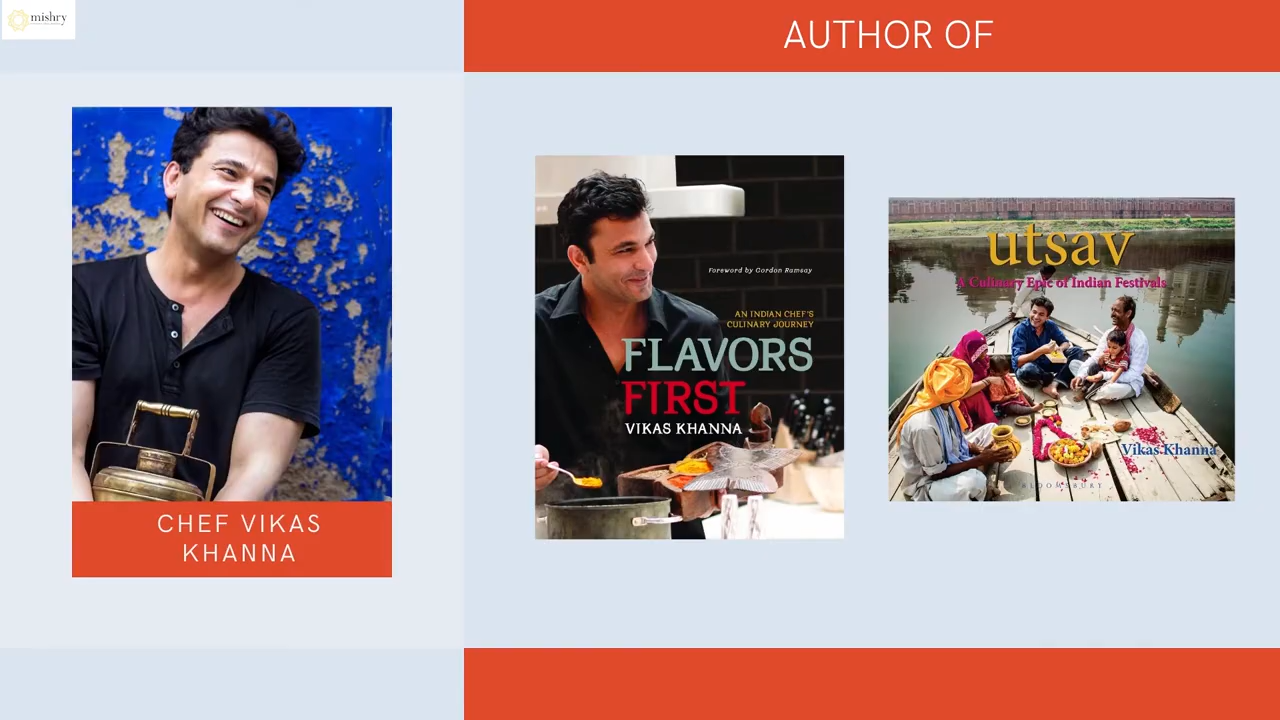 mishry
AUTHOR OF
CHEF VIKAS
KHANNA
Foreword by Gordon Ramsay
AN INDIAN CHEF'S
CULINARY JOURNEY
FLAVORS
FIRST
VIKAS KHANNA
utsav
A Culinary Epic of Indian Festivals
Vikas Khanna
BLOOMSBURY